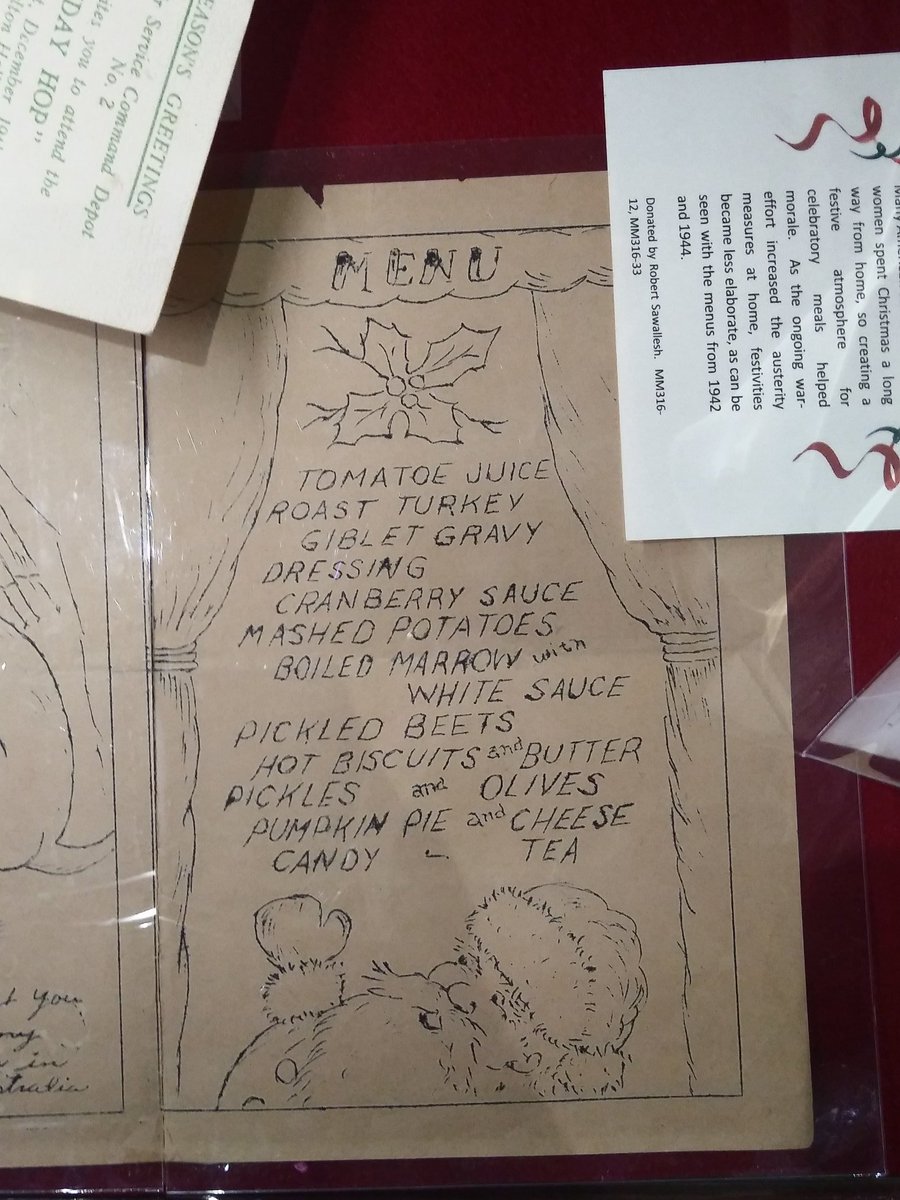 EASON'S GREETINGS
Service Command Depot
No. 2
you to attend the
DAY HOP"
December
MENU
TOMATOE JUICE
ROAST TURKEY
GIBLET GRAVY
DRESSING
CRANBERRY SAUCE
MASHED POTATOES
BOILED MARROW with
WHITE SAUCE
PICKLED BEETS
HOT BISCUITS and BUTTER
PICKLES and OLIVES
PUMPKIN PIE and CHEESE
CANDY - TEA
women spent Christmas a long
way from home, so creating a
festive atmosphere for
celebratory meals helped
morale. As the ongoing war-
effort increased the austerity
measures at home, festivities
became less elaborate, as can be
seen with the menus from 1942
and 1944.
Donated by Robert Sawallesh. MM316-
12, MM316-33
you
in